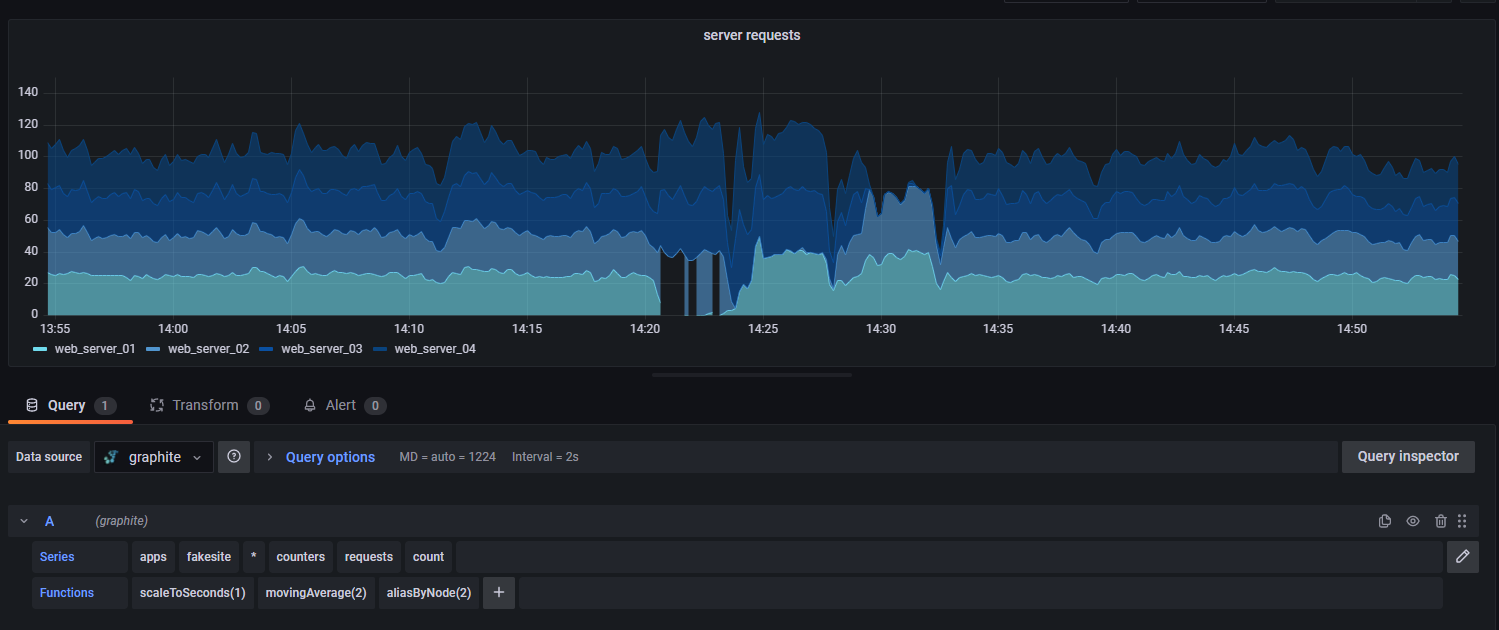 server requests
140
120
100
80
60
40
20
0
13:55 14:00 14:05 14:10 14:15 14:20 14:25 14:30 14:35 14:40 14:45 14:50
web_server_01 web_server_02 web_server_03 web_server_04
Query 1 Transform 0 Alert 0
Data source graphite Query options MD = auto = 1224 Interval = 2s Query inspector
A (graphite)
Series apps fakesite * counters requests count
Functions scaleToSeconds(1) movingAverage(2) aliasByNode(2) +